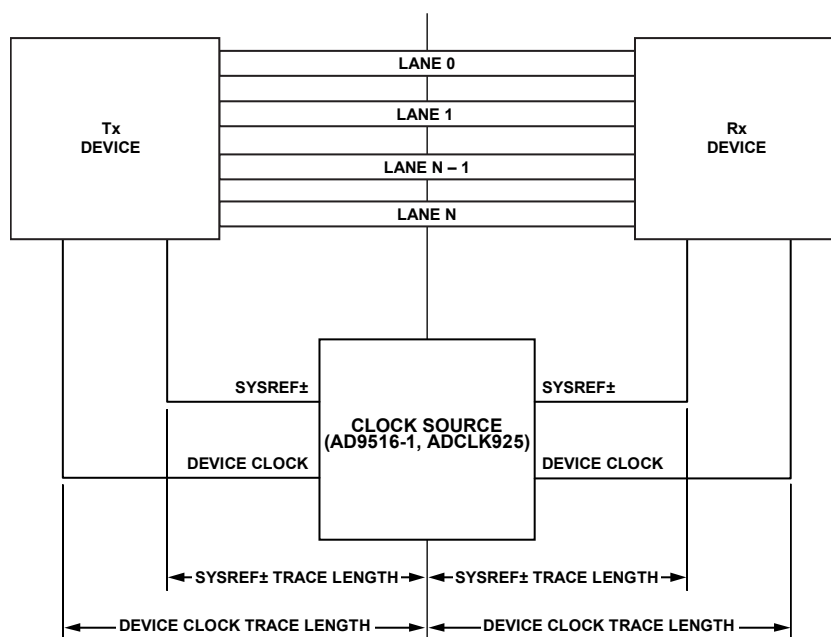 LANE 0
LANE 1
LANE N – 1
LANE N
Tx
DEVICE
Rx
DEVICE
SYSREF±
SYSREF±
CLOCK SOURCE
(AD9516-1, ADCLK925)
DEVICE CLOCK
DEVICE CLOCK
SYSREF± TRACE LENGTH
SYSREF± TRACE LENGTH
DEVICE CLOCK TRACE LENGTH
DEVICE CLOCK TRACE LENGTH